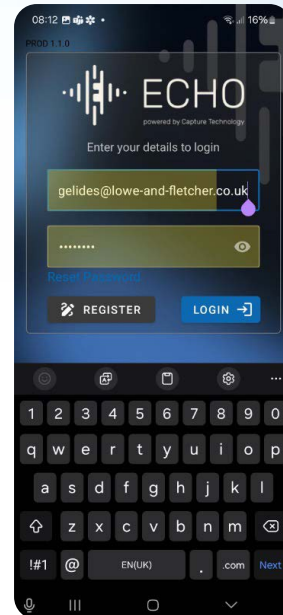 08:12 16%
PROD 1.1.0
ECHO
powered by Capture Technology
Enter your details to login
gelides@lowe-and-fletcher.co.uk
••••••••
Reset Password
REGISTER LOGIN
1 2 3 4 5 6 7 8 9 0
q w e r t y u i o p
a s d f g h j k l
z x c v b n m
!#1 @ EN(UK) . .com Next